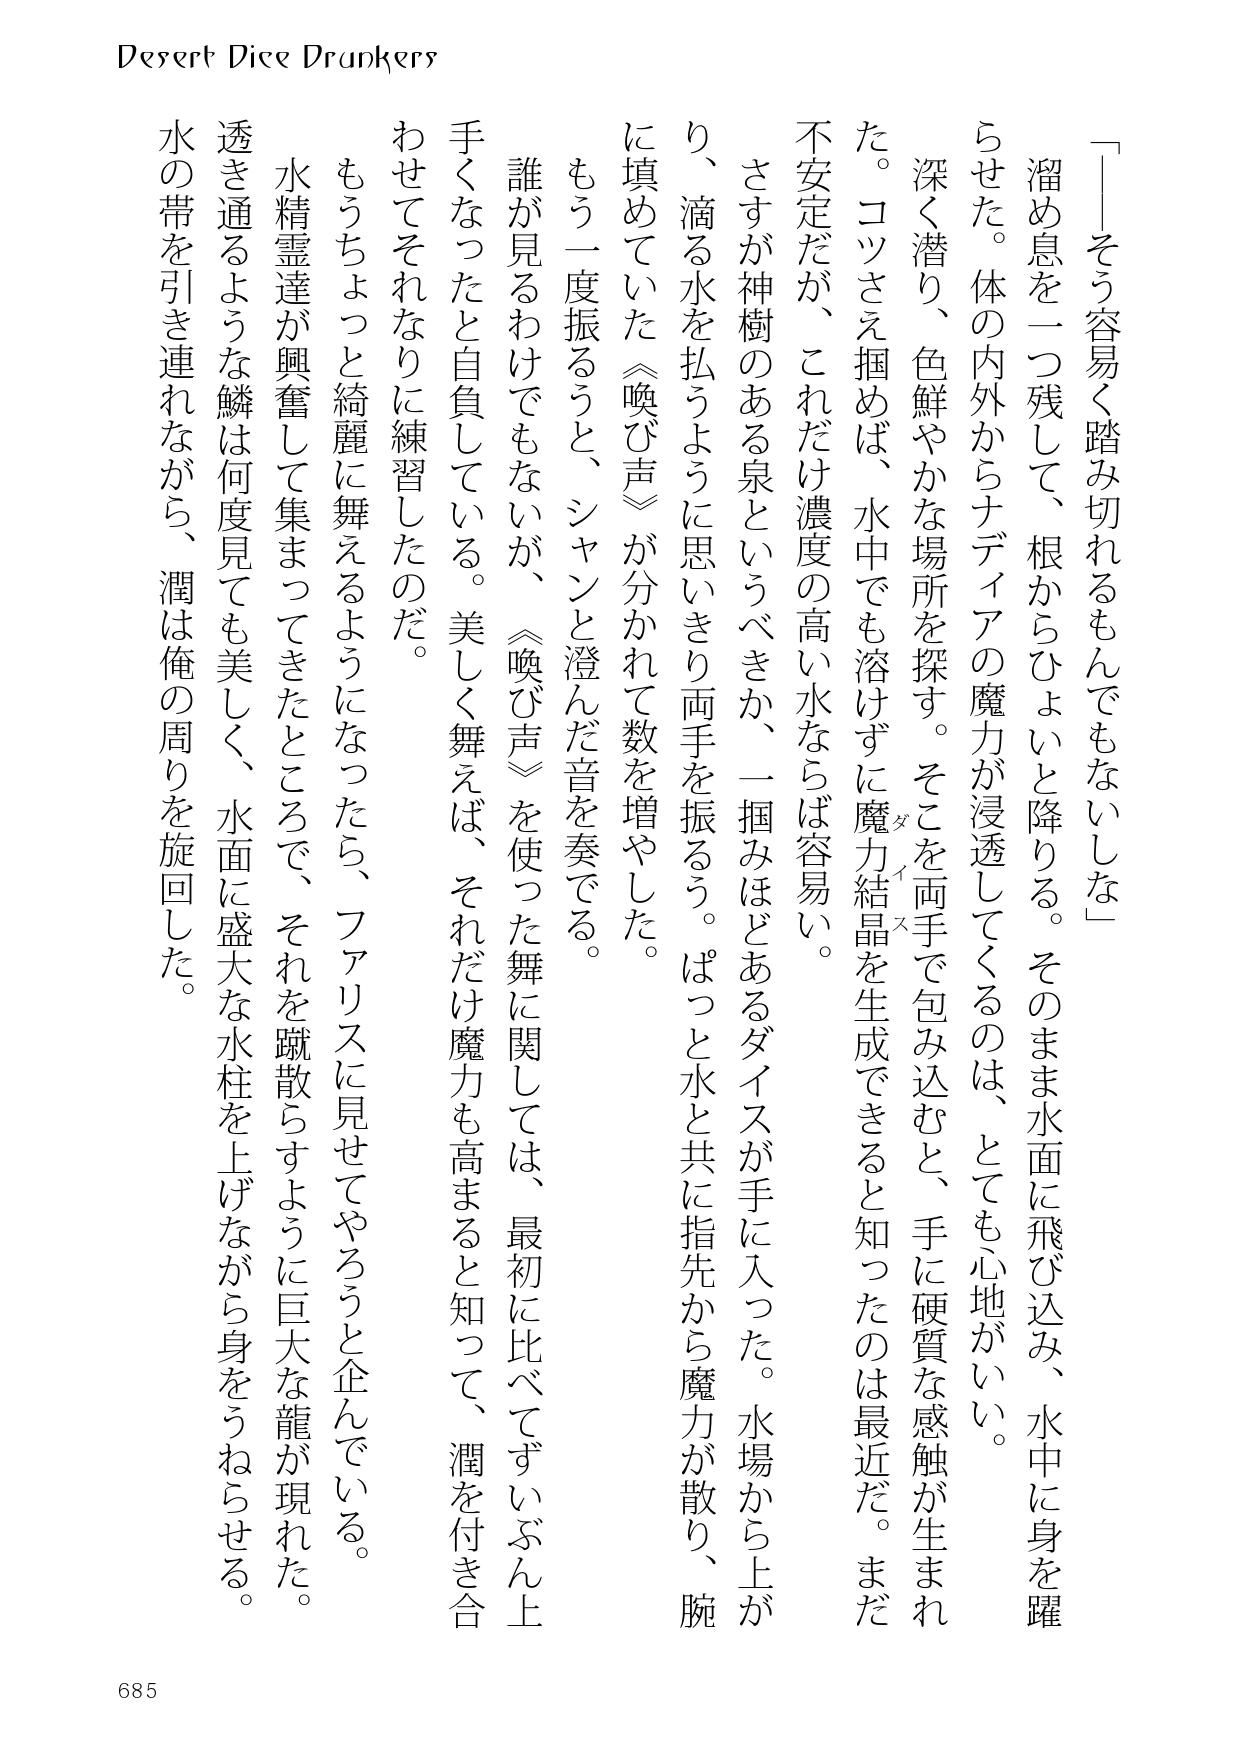 Desert Dice Drunkers
「――そう容易く踏み切れるもんでもないしな」
溜め息を一つ残して、根からひょいと降りる。そのまま水面に飛び込み、水中に身を躍
らせた。体の内外からナディアの魔力が浸透してくるのは、とても心地がいい。
深く潜り、色鮮やかな場所を探す。そこを両手で包み込むと、手に硬質な感触が生まれ
た。コツさえ掴めば、水中でも溶けずに魔力結晶を生成できると知ったのは最近だ。まだ
ダイス
不安定だが、これだけ濃度の高い水ならば容易い。
さすが神樹のある泉というべきか、一掴みほどあるダイスが手に入った。水場から上が
り、滴る水を払うように思いきり両手を振るう。ぱっと水と共に指先から魔力が散り、腕
に填めていた《喚び声》が分かれて数を増やした。
もう一度振るうと、シャンと澄んだ音を奏でる。
誰が見るわけでもないが、《喚び声》を使った舞に関しては、最初に比べてずいぶん上
手くなったと自負している。美しく舞えば、それだけ魔力も高まると知って、潤を付き合
わせてそれなりに練習したのだ。
もうちょっと綺麗に舞えるようになったら、ファリスに見せてやろうと企んでいる。
水精霊達が興奮して集まってきたところで、それを蹴散らすように巨大な龍が現れた。
透き通るような鱗は何度見ても美しく、水面に盛大な水柱を上げながら身をうねらせる。
水の帯を引き連れながら、潤は俺の周りを旋回した。
685